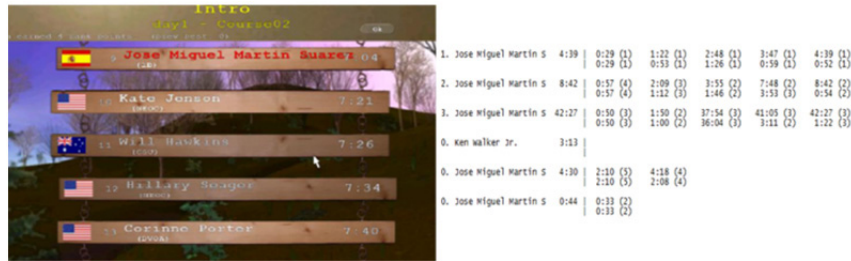 Intro
Day1 - Course02
OK
9 Jose Miguel Martin Suarez 04
10 Kate Jenson 7:21
11 Will Hawkins 7:26
12 Hillary Seager 7:34
13 Corinne Porter 7:40
1. Jose Miguel Martin S 4:39 | 0:29 (1) 1:22 (1) 2:48 (1) 3:47 (1) 4:39 (1)
| 0:29 (1) 0:53 (1) 1:26 (1) 0:59 (1) 0:52 (1)
2. Jose Miguel Martin S 8:42 | 0:57 (4) 2:09 (3) 3:55 (2) 7:48 (2) 8:42 (2)
| 0:57 (4) 1:12 (3) 1:46 (2) 3:53 (3) 0:54 (2)
3. Jose Miguel Martin S 42:27 | 0:50 (3) 1:50 (2) 37:54 (3) 41:05 (3) 42:27 (3)
| 0:50 (3) 1:00 (2) 36:04 (3) 3:11 (2) 1:22 (3)
0. Ken Walker Jr. 3:13 |
0. Jose Miguel Martin S 4:30 | 2:10 (5) 4:18 (4)
| 2:10 (5) 2:08 (4)
0. Jose Miguel Martin S 0:44 | 0:33 (2)
| 0:33 (2)